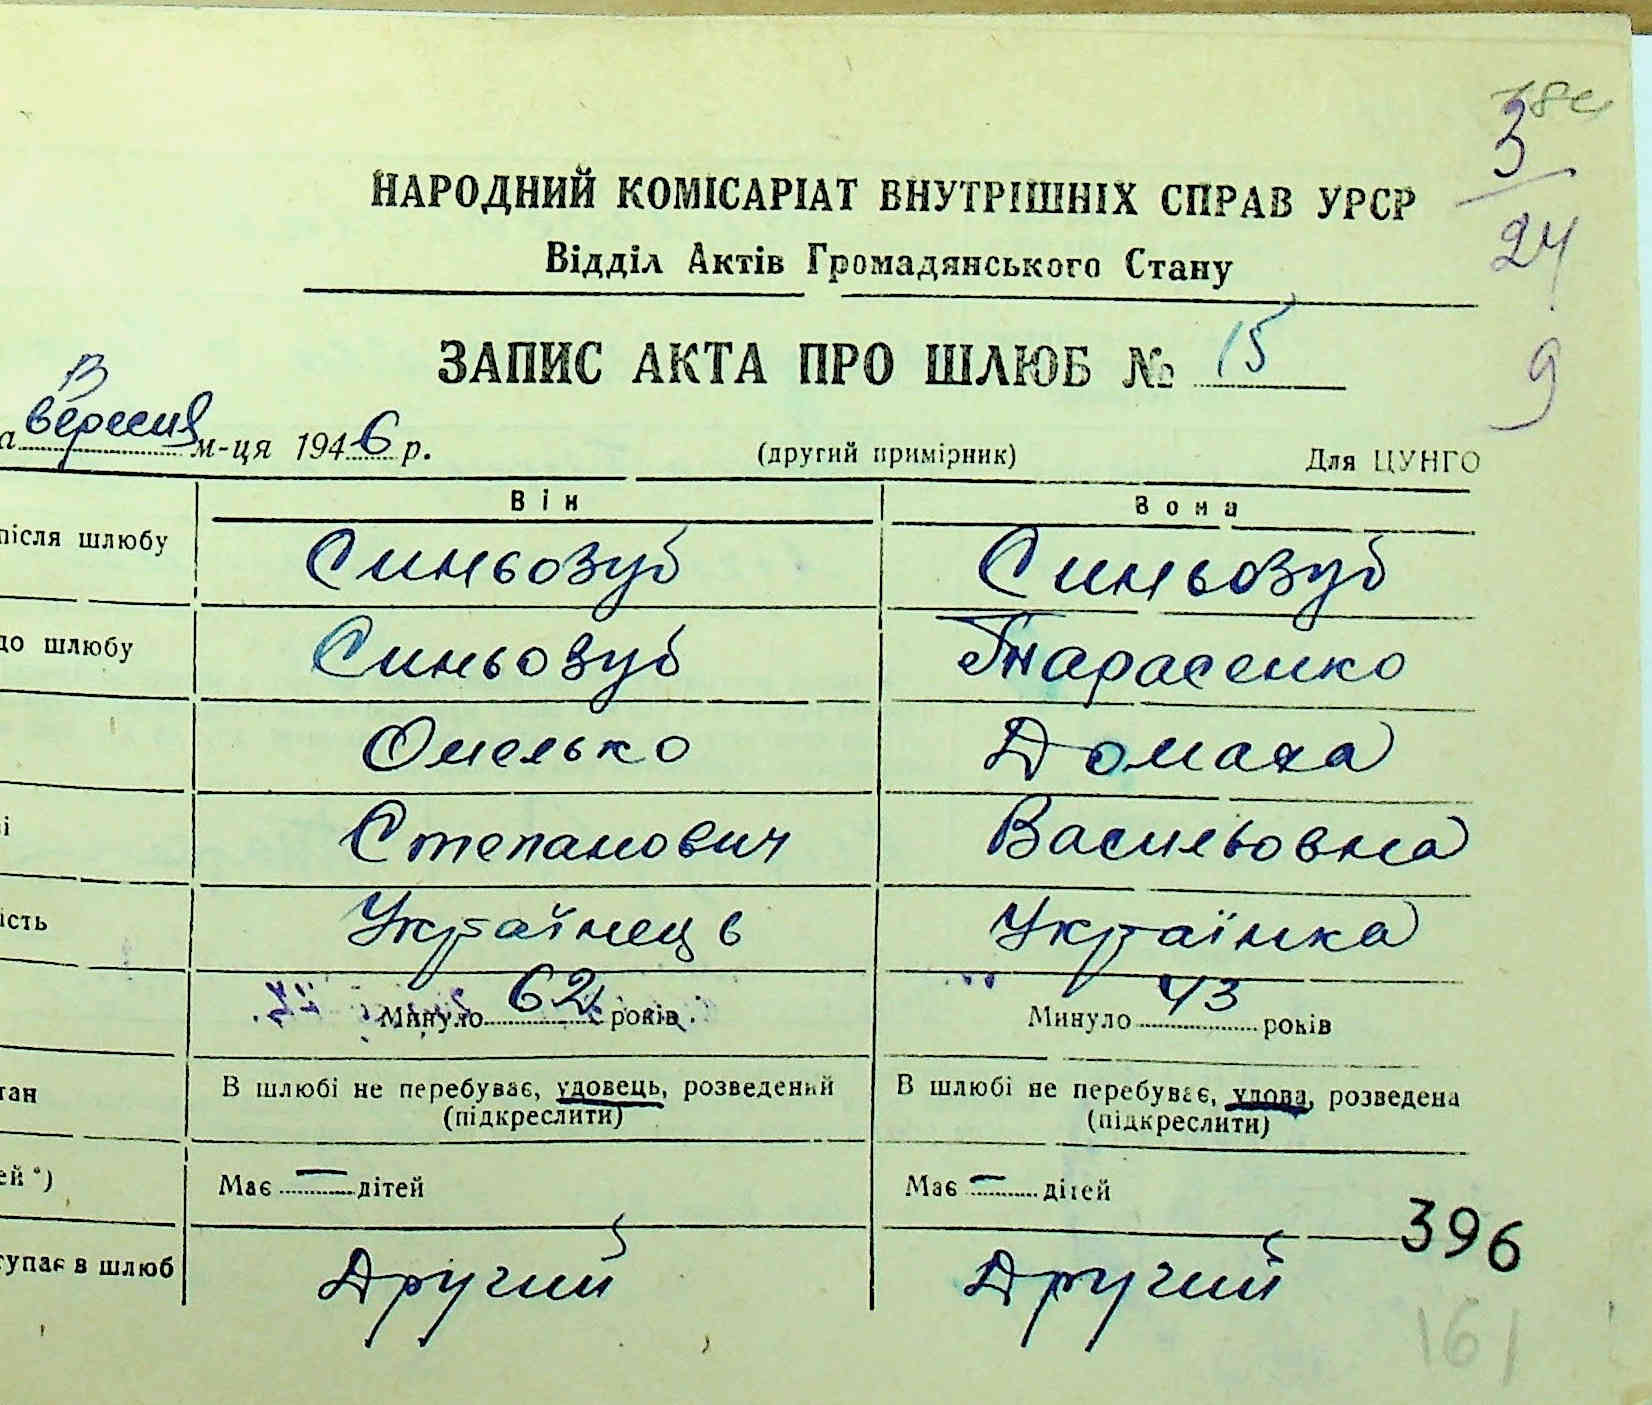 3
24
9
НАРОДНИЙ КОМІСАРІАТ ВНУТРІШНІХ СПРАВ УРСР
Відділ Актів Громадянського Стану
ЗАПИС АКТА ПРО ШЛЮБ № 15
а вересня м-ця 1946 р. (другий примірник) Для ЦУНГО
Він Вона
після шлюбу Синьозуб Синьозуб
до шлюбу Синьозуб Тарасенко
Омелько Домаха
і Степанович Васильовна
ість Українець Українка
Минуло 62 років Минуло 43 років
тан В шлюбі не перебуває, удовець, розведений В шлюбі не перебуває, удова, розведена
(підкреслити) (підкреслити)
ей *) Має — дітей Має — дітей
396
тупає в шлюб Другий Другий
161